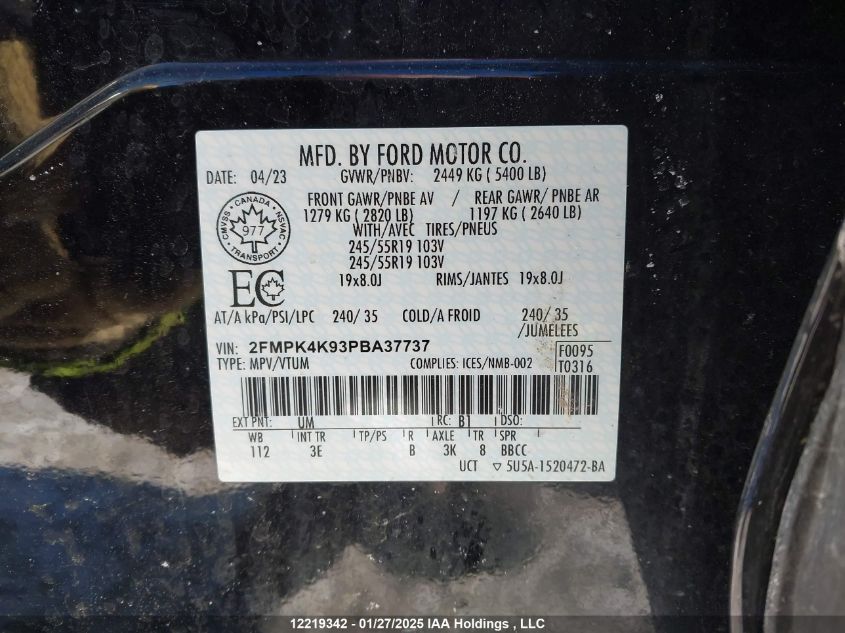 MFD. BY FORD MOTOR CO.
DATE: 04/23 GVWR/PNBV: 2449 KG ( 5400 LB)
FRONT GAWR/PNBE AV / REAR GAWR/ PNBE AR
1279 KG ( 2820 LB) 1197 KG ( 2640 LB)
WITH/AVEC TIRES/PNEUS
245/55R19 103V
245/55R19 103V
19x8.0J RIMS/JANTES 19x8.0J
CANADA
CMVSS NSVAC
977
TRANSPORT
EC
AT/A kPa/PSI/LPC 240/ 35 COLD/A FROID 240/ 35
/JUMELEES
VIN: 2FMPK4K93PBA37737 F0095
TYPE: MPV/VTUM COMPLIES: ICES/NMB-002 T0316
EXT PNT: UM RC: B1 DSO:
WB INT TR TP/PS R AXLE TR SPR
112 3E B 3K 8 BBCC
UCT ▽ 5U5A-1520472-BA
12219342 - 01/27/2025 IAA Holdings , LLC